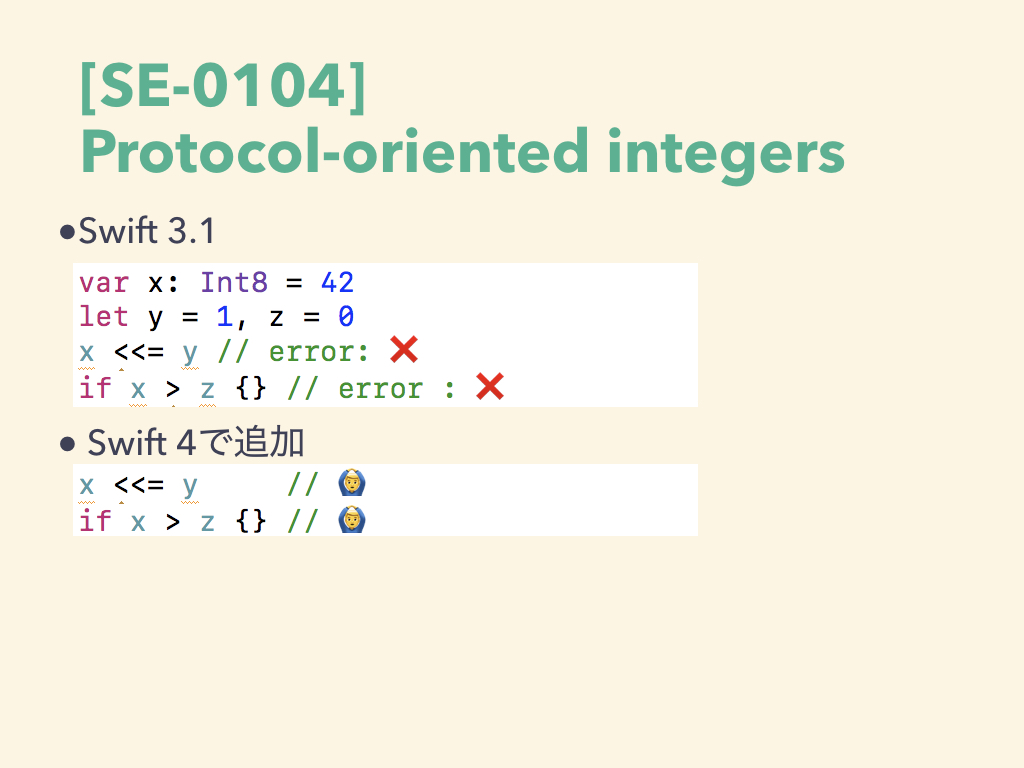 [SE-0104]
Protocol-oriented integers
•Swift 3.1
var x: Int8 = 42
let y = 1, z = 0
x <<= y // error: ❌
if x > z {} // error : ❌
• Swift 4で追加
x <<= y // 🙆
if x > z {} // 🙆